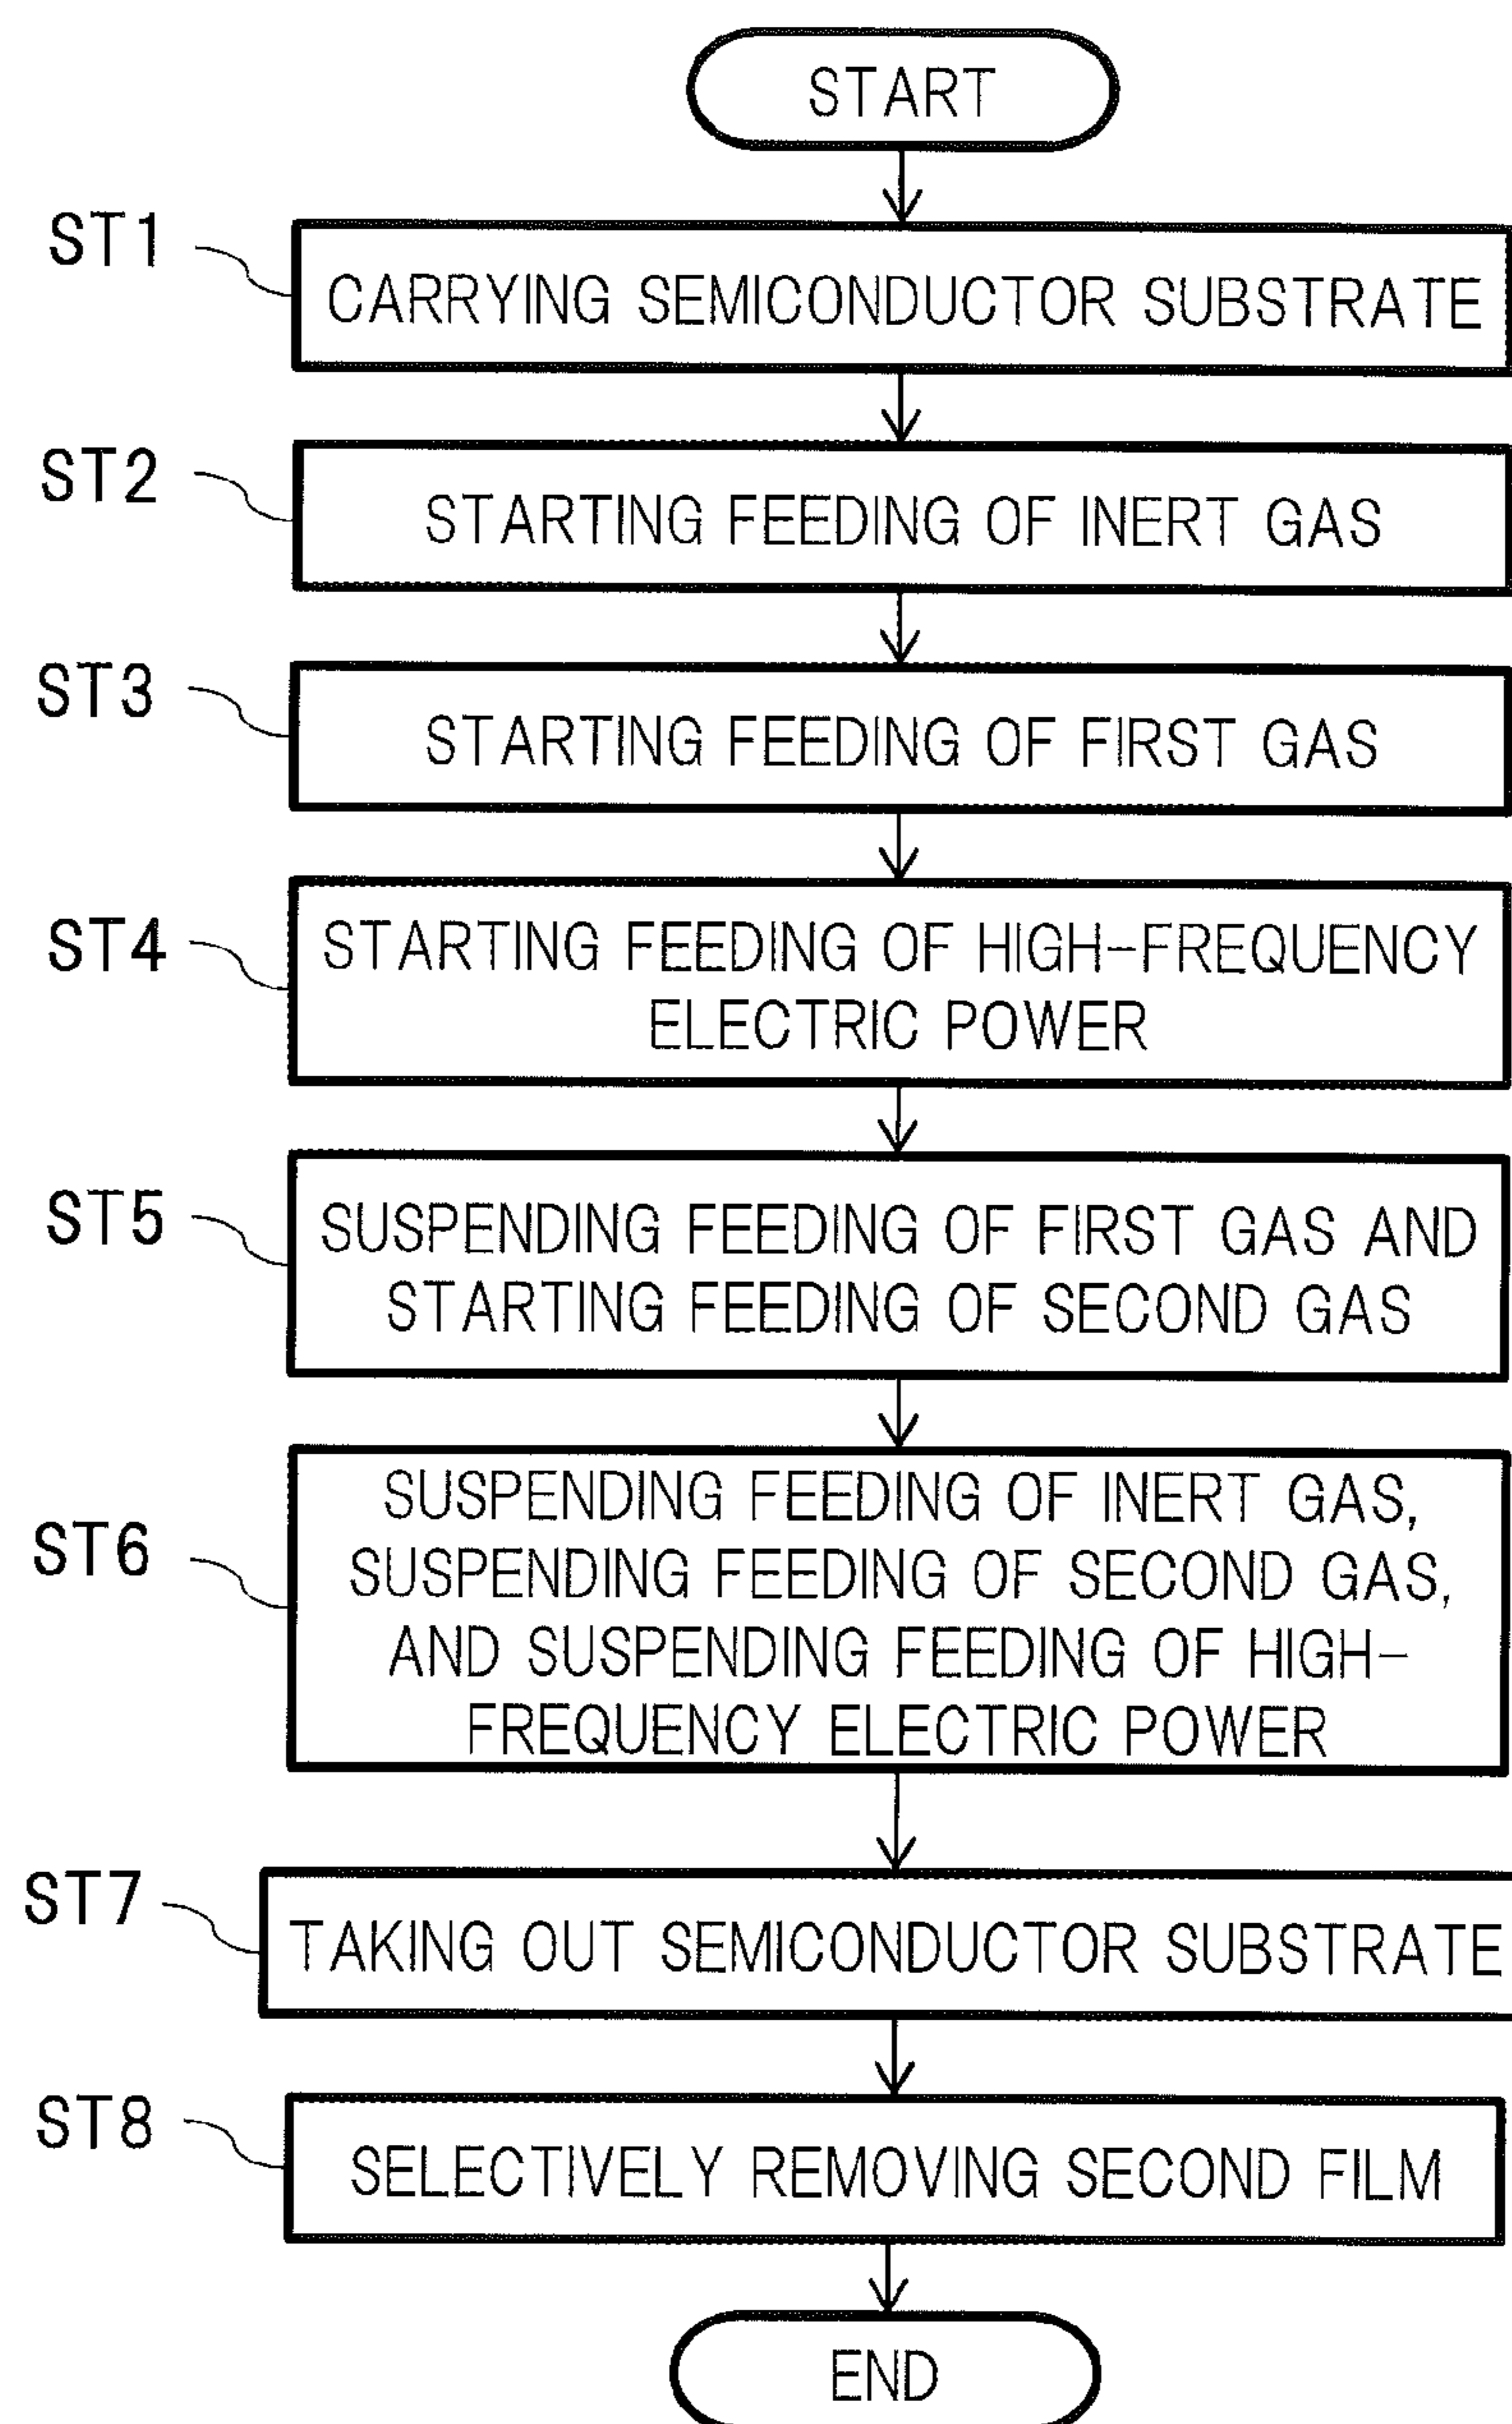 START
ST1
CARRYING SEMICONDUCTOR SUBSTRATE
ST2
STARTING FEEDING OF INERT GAS
ST3
STARTING FEEDING OF FIRST GAS
ST4
STARTING FEEDING OF HIGH-FREQUENCY
ELECTRIC POWER
ST5
SUSPENDING FEEDING OF FIRST GAS AND
STARTING FEEDING OF SECOND GAS
ST6
SUSPENDING FEEDING OF INERT GAS,
SUSPENDING FEEDING OF SECOND GAS,
AND SUSPENDING FEEDING OF HIGH-
FREQUENCY ELECTRIC POWER
ST7
TAKING OUT SEMICONDUCTOR SUBSTRATE
ST8
SELECTIVELY REMOVING SECOND FILM
END